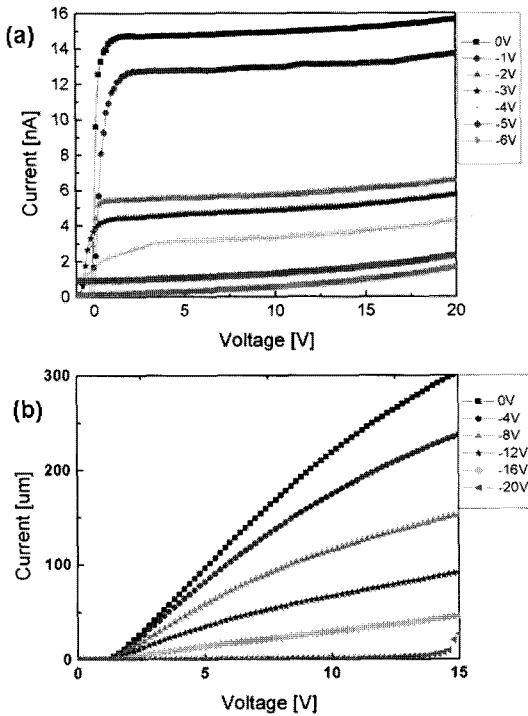 (a)
Current [nA]
16
14
12
10
8
6
4
2
0
0 5 10 15 20
Voltage [V]
0V
-1V
-2V
-3V
-4V
-5V
-6V
(b)
Current [um]
300
200
100
0
0 5 10 15
Voltage [V]
0V
-4V
-8V
-12V
-16V
-20V